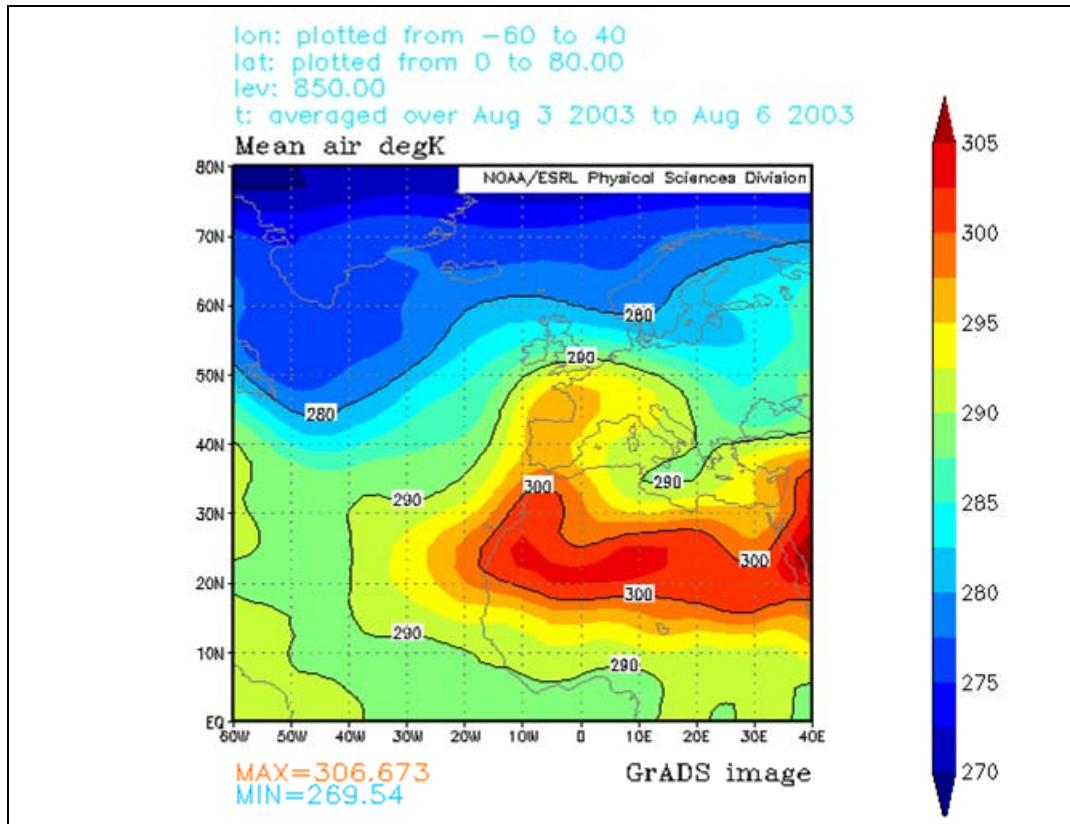 lon: plotted from -60 to 40
lat: plotted from 0 to 80.00
lev: 850.00
t: averaged over Aug 3 2003 to Aug 6 2003
Mean air degK
NOAA/ESRL Physical Sciences Division
80N
70N
60N
50N
40N
30N
20N
10N
EQ
280
280
290
290
290
300
300
300
290
290
60W
50W
40W
30W
20W
10W
0
10E
20E
30E
40E
305
300
295
290
285
280
275
270
MAX=306.673
MIN=269.54
GrADS image